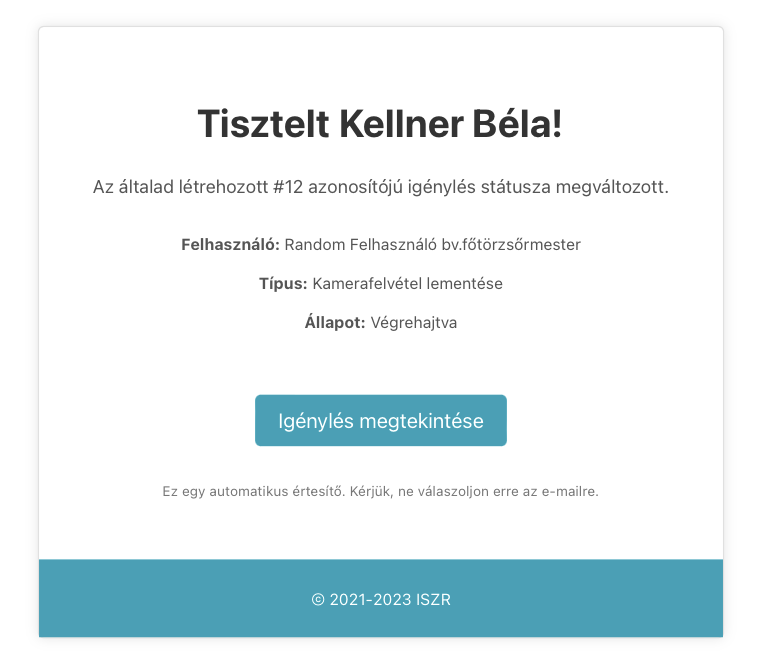 Tisztelt Kellner Béla!
Az általad létrehozott #12 azonosítójú igénylés státusza megváltozott.
Felhasználó: Random Felhasználó bv.főtörzsőrmester
Típus: Kamerafelvétel lementése
Állapot: Végrehajtva
Igénylés megtekintése
Ez egy automatikus értesítő. Kérjük, ne válaszoljon erre az e-mailre.
© 2021-2023 ISZR